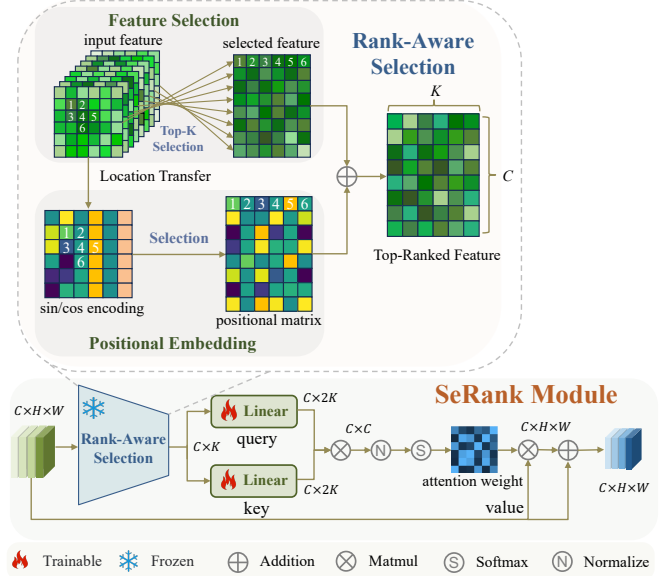 Feature Selection
input feature
selected feature
Rank-Aware
Selection
1 2 3 4 5 6
1 2
3 4 5
6
Top-K
Selection
K
C
Location Transfer
Top-Ranked Feature
1 2 3 4 5 6
1 2
3 4 5
6
Selection
sin/cos encoding
positional matrix
Positional Embedding
SeRank Module
C×H×W
Rank-Aware
Selection
C×K
Linear
query
C×2K
Linear
key
C×2K
C×C
N
S
attention weight
C×H×W
value
C×H×W
Trainable
Frozen
Addition
Matmul
S Softmax
N Normalize